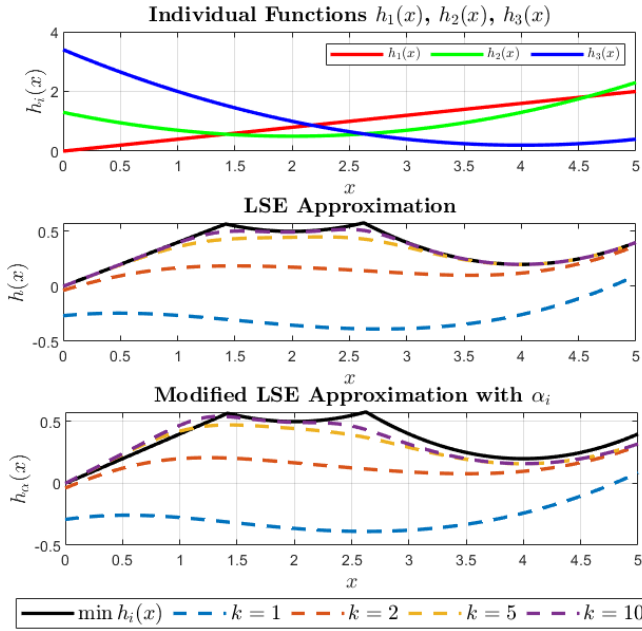 Individual Functions h₁(x), h₂(x), h₃(x)
hᵢ(x)
4
2
0
h₁(x) h₂(x) h₃(x)
0 0.5 1 1.5 2 2.5 3 3.5 4 4.5 5
x
LSE Approximation
h(x)
0.5
0
-0.5
0 0.5 1 1.5 2 2.5 3 3.5 4 4.5 5
x
Modified LSE Approximation with αᵢ
h_α(x)
0.5
0
-0.5
0 0.5 1 1.5 2 2.5 3 3.5 4 4.5 5
x
min hᵢ(x) k = 1 k = 2 k = 5 k = 10